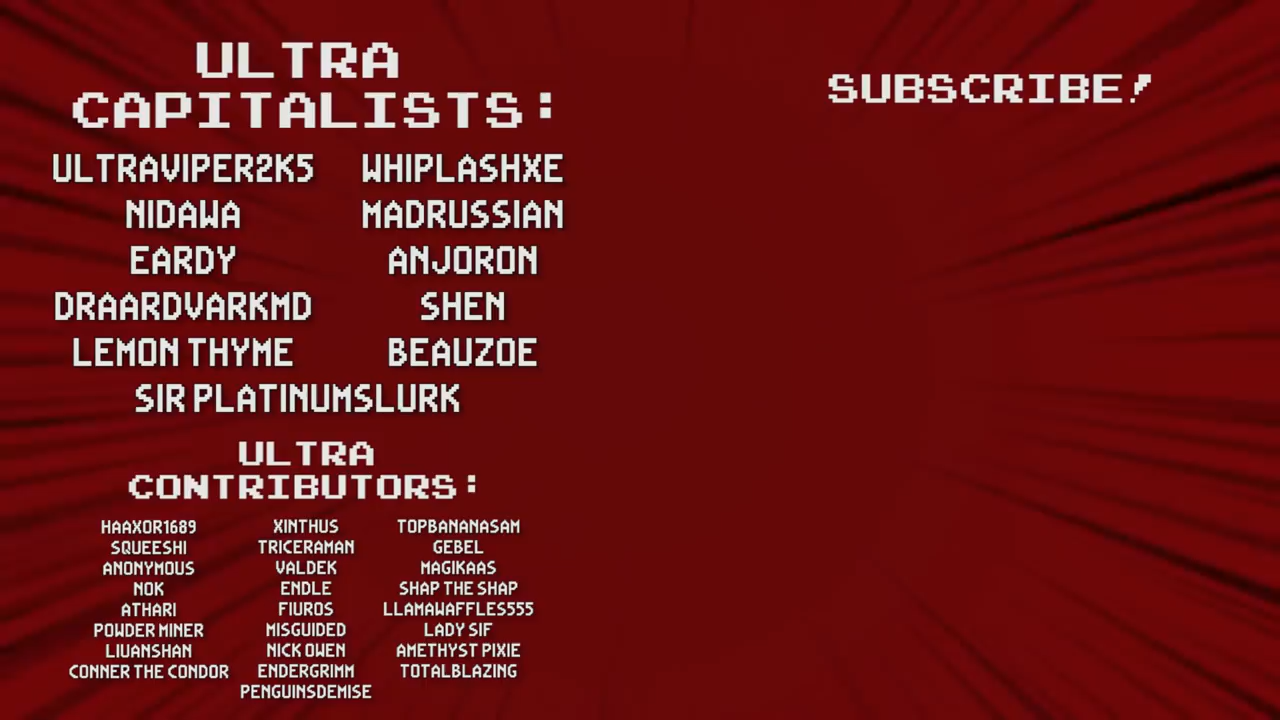 ULTRA
CAPITALISTS:
ULTRAVIPER2K5 WHIPLASHXE
NIDAWA MADRUSSIAN
EARDY ANJORON
DRAARDVARKMD SHEN
LEMON THYME BEAUZOE
SIR PLATINUMSLURK
ULTRA
CONTRIBUTORS:
HAAXOR1689 XINTHUS TOPBANANASAM
SQUEESHI TRICERAMAN GEBEL
ANONYMOUS VALDEK MAGIKAAS
NOK ENDLE SHAP THE SHAP
ATHARI FIUROS LLAMAWAFFLES555
POWDER MINER MISGUIDED LADY SIF
LIUANSHAN NICK OWEN AMETHYST PIXIE
CONNER THE CONDOR ENDERGRIMM TOTALBLAZING
PENGUINSDEMISE
SUBSCRIBE!